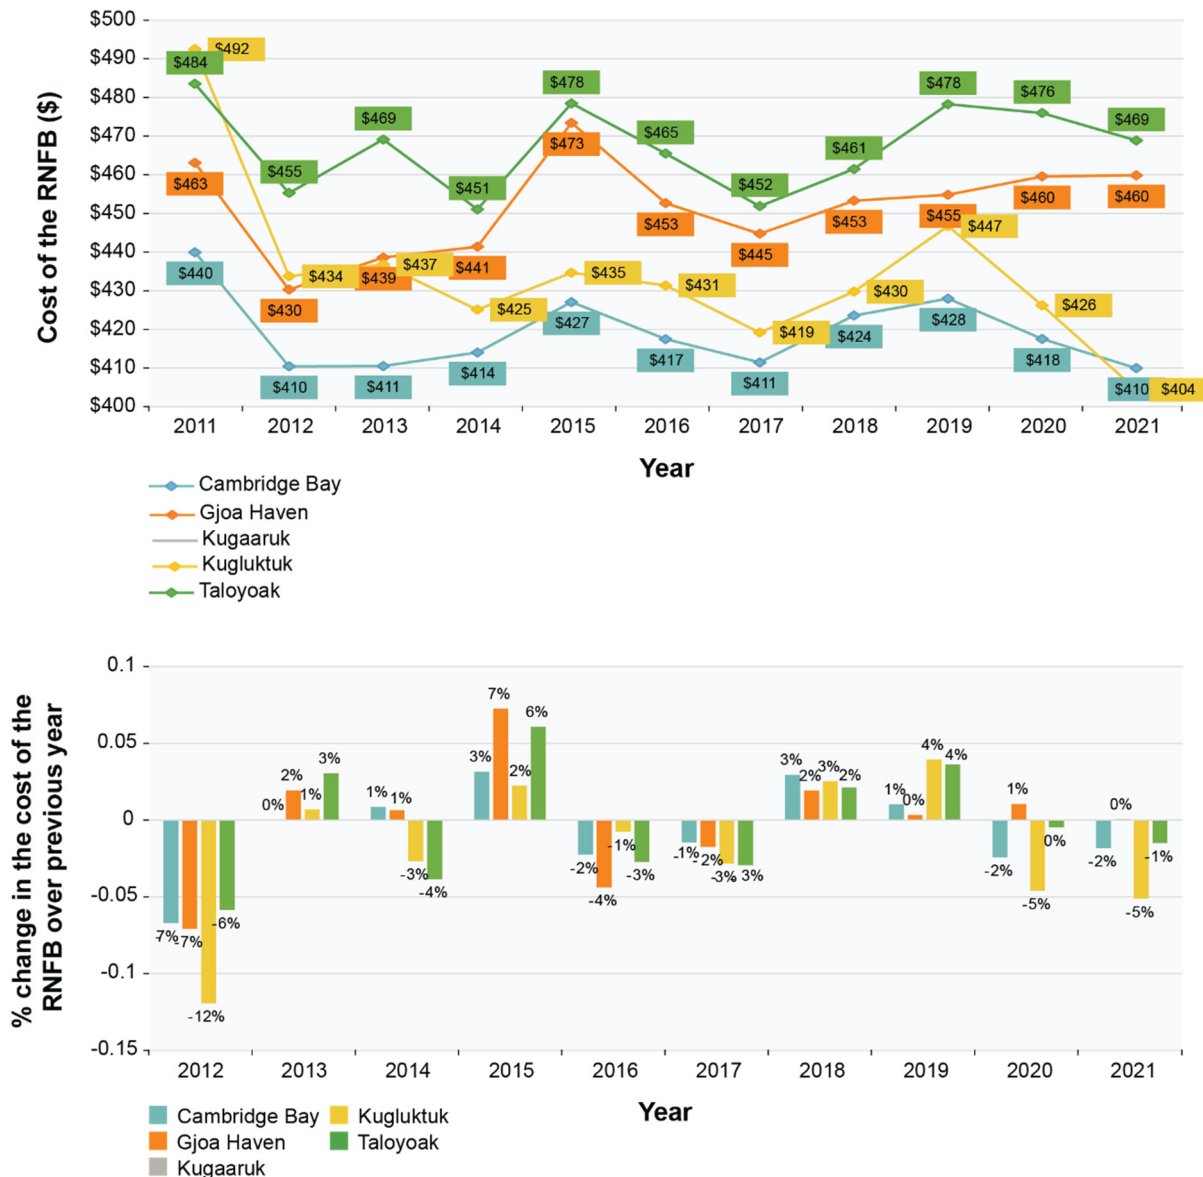 $500
$490
$480
$470
$460
$450
$440
$430
$420
$410
$400
Cost of the RNFB ($)
$492
$484
$478
$478
$476
$469
$469
$465
$461
$455
$451
$452
$463
$473
$453
$445
$453
$455
$460
$460
$447
$440
$430
$434
$439
$437
$441
$425
$435
$431
$419
$430
$426
$410
$411
$414
$427
$417
$411
$424
$428
$418
$410
$404
2011 2012 2013 2014 2015 2016 2017 2018 2019 2020 2021
Year
Cambridge Bay
Gjoa Haven
Kugaaruk
Kugluktuk
Taloyoak
% change in the cost of the
RNFB over previous year
0.1
0.05
0
-0.05
-0.1
-0.15
-7% -7% -12% -6%
0% 2% 1% 3%
1% 1% -3% -4%
3% 7% 2% 6%
-2% -4% -1% -3%
-1% -2% -3% -3%
3% 2% 3% 2%
1% 0% 4% 4%
-2% 1% -5% 0%
-2% 0% -5% -1%
2012 2013 2014 2015 2016 2017 2018 2019 2020 2021
Year
Cambridge Bay Kugluktuk
Gjoa Haven Taloyoak
Kugaaruk